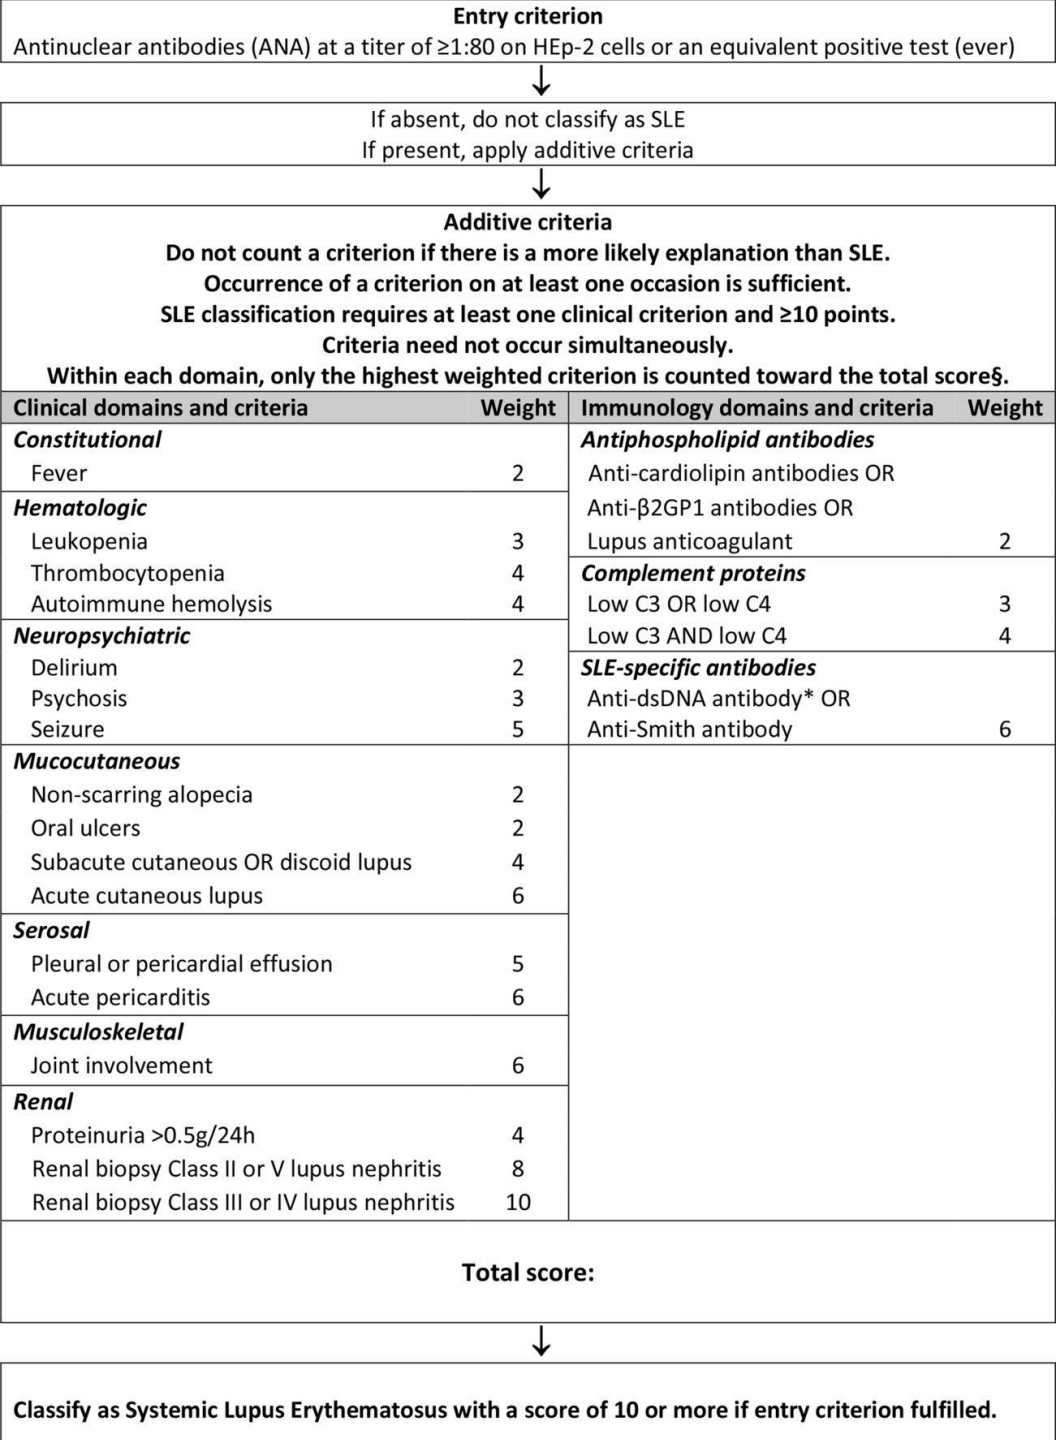 Entry criterion
Antinuclear antibodies (ANA) at a titer of ≥1:80 on HEp-2 cells or an equivalent positive test (ever)
↓
If absent, do not classify as SLE
If present, apply additive criteria
↓
Additive criteria
Do not count a criterion if there is a more likely explanation than SLE.
Occurrence of a criterion on at least one occasion is sufficient.
SLE classification requires at least one clinical criterion and ≥10 points.
Criteria need not occur simultaneously.
Within each domain, only the highest weighted criterion is counted toward the total score§.
Clinical domains and criteria Weight
Constitutional
Fever 2
Hematologic
Leukopenia 3
Thrombocytopenia 4
Autoimmune hemolysis 4
Neuropsychiatric
Delirium 2
Psychosis 3
Seizure 5
Mucocutaneous
Non-scarring alopecia 2
Oral ulcers 2
Subacute cutaneous OR discoid lupus 4
Acute cutaneous lupus 6
Serosal
Pleural or pericardial effusion 5
Acute pericarditis 6
Musculoskeletal
Joint involvement 6
Renal
Proteinuria >0.5g/24h 4
Renal biopsy Class II or V lupus nephritis 8
Renal biopsy Class III or IV lupus nephritis 10
Immunology domains and criteria Weight
Antiphospholipid antibodies
Anti-cardiolipin antibodies OR
Anti-β2GP1 antibodies OR
Lupus anticoagulant 2
Complement proteins
Low C3 OR low C4 3
Low C3 AND low C4 4
SLE-specific antibodies
Anti-dsDNA antibody* OR
Anti-Smith antibody 6
Total score:
↓
Classify as Systemic Lupus Erythematosus with a score of 10 or more if entry criterion fulfilled.